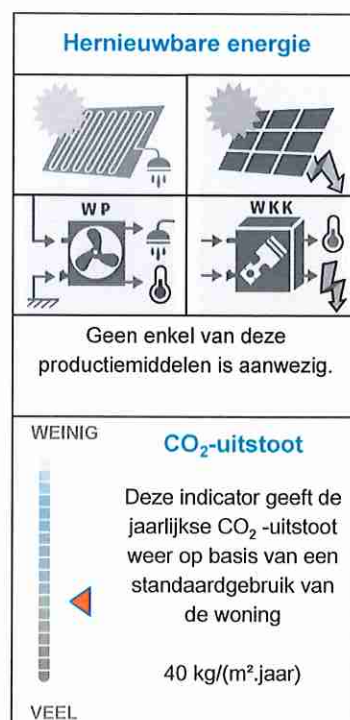 Hernieuwbare energie
WP
WKK
Geen enkel van deze
productiemiddelen is aanwezig.
WEINIG
CO₂-uitstoot
Deze indicator geeft de
jaarlijkse CO₂ -uitstoot
weer op basis van een
standaardgebruik van
de woning
40 kg/(m².jaar)
VEEL